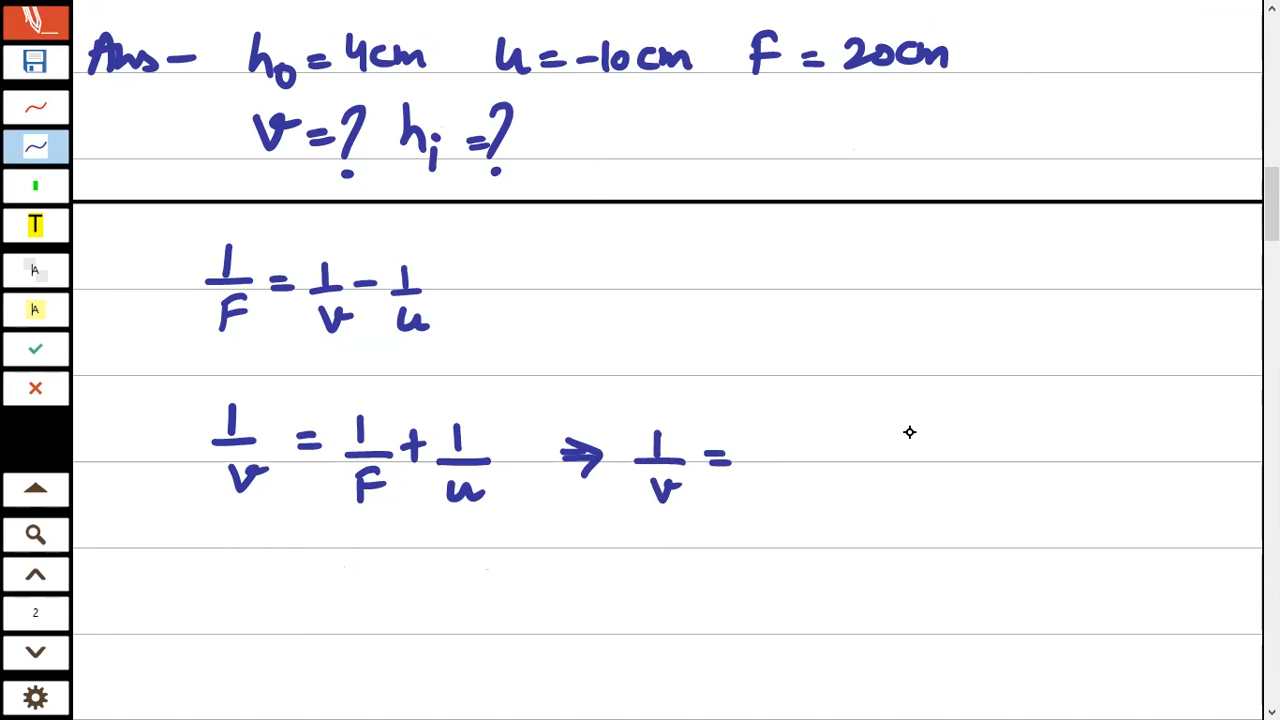 Ans - h₀ = 4cm u = -10cm F = 20cm
v = ? hᵢ = ?
1/F = 1/v - 1/u
1/v = 1/F + 1/u ⇒ 1/v =
T
A
A
2